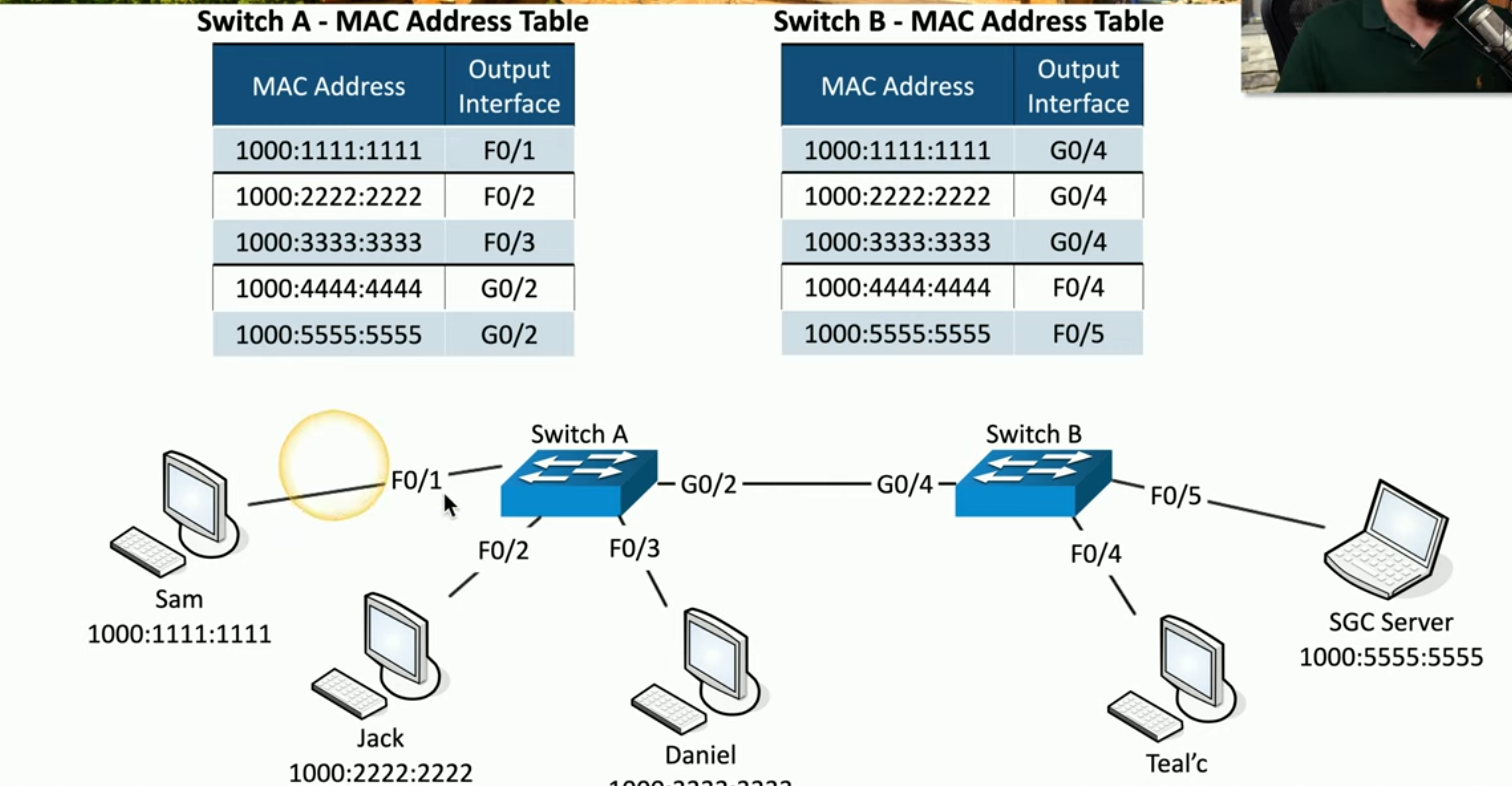 Switch A - MAC Address Table
MAC Address Output Interface
1000:1111:1111 F0/1
1000:2222:2222 F0/2
1000:3333:3333 F0/3
1000:4444:4444 G0/2
1000:5555:5555 G0/2
Switch B - MAC Address Table
MAC Address Output Interface
1000:1111:1111 G0/4
1000:2222:2222 G0/4
1000:3333:3333 G0/4
1000:4444:4444 F0/4
1000:5555:5555 F0/5
Switch A
Switch B
F0/1
G0/2
G0/4
F0/5
F0/2
F0/3
F0/4
Sam
1000:1111:1111
SGC Server
1000:5555:5555
Jack
1000:2222:2222
Daniel
Teal’c